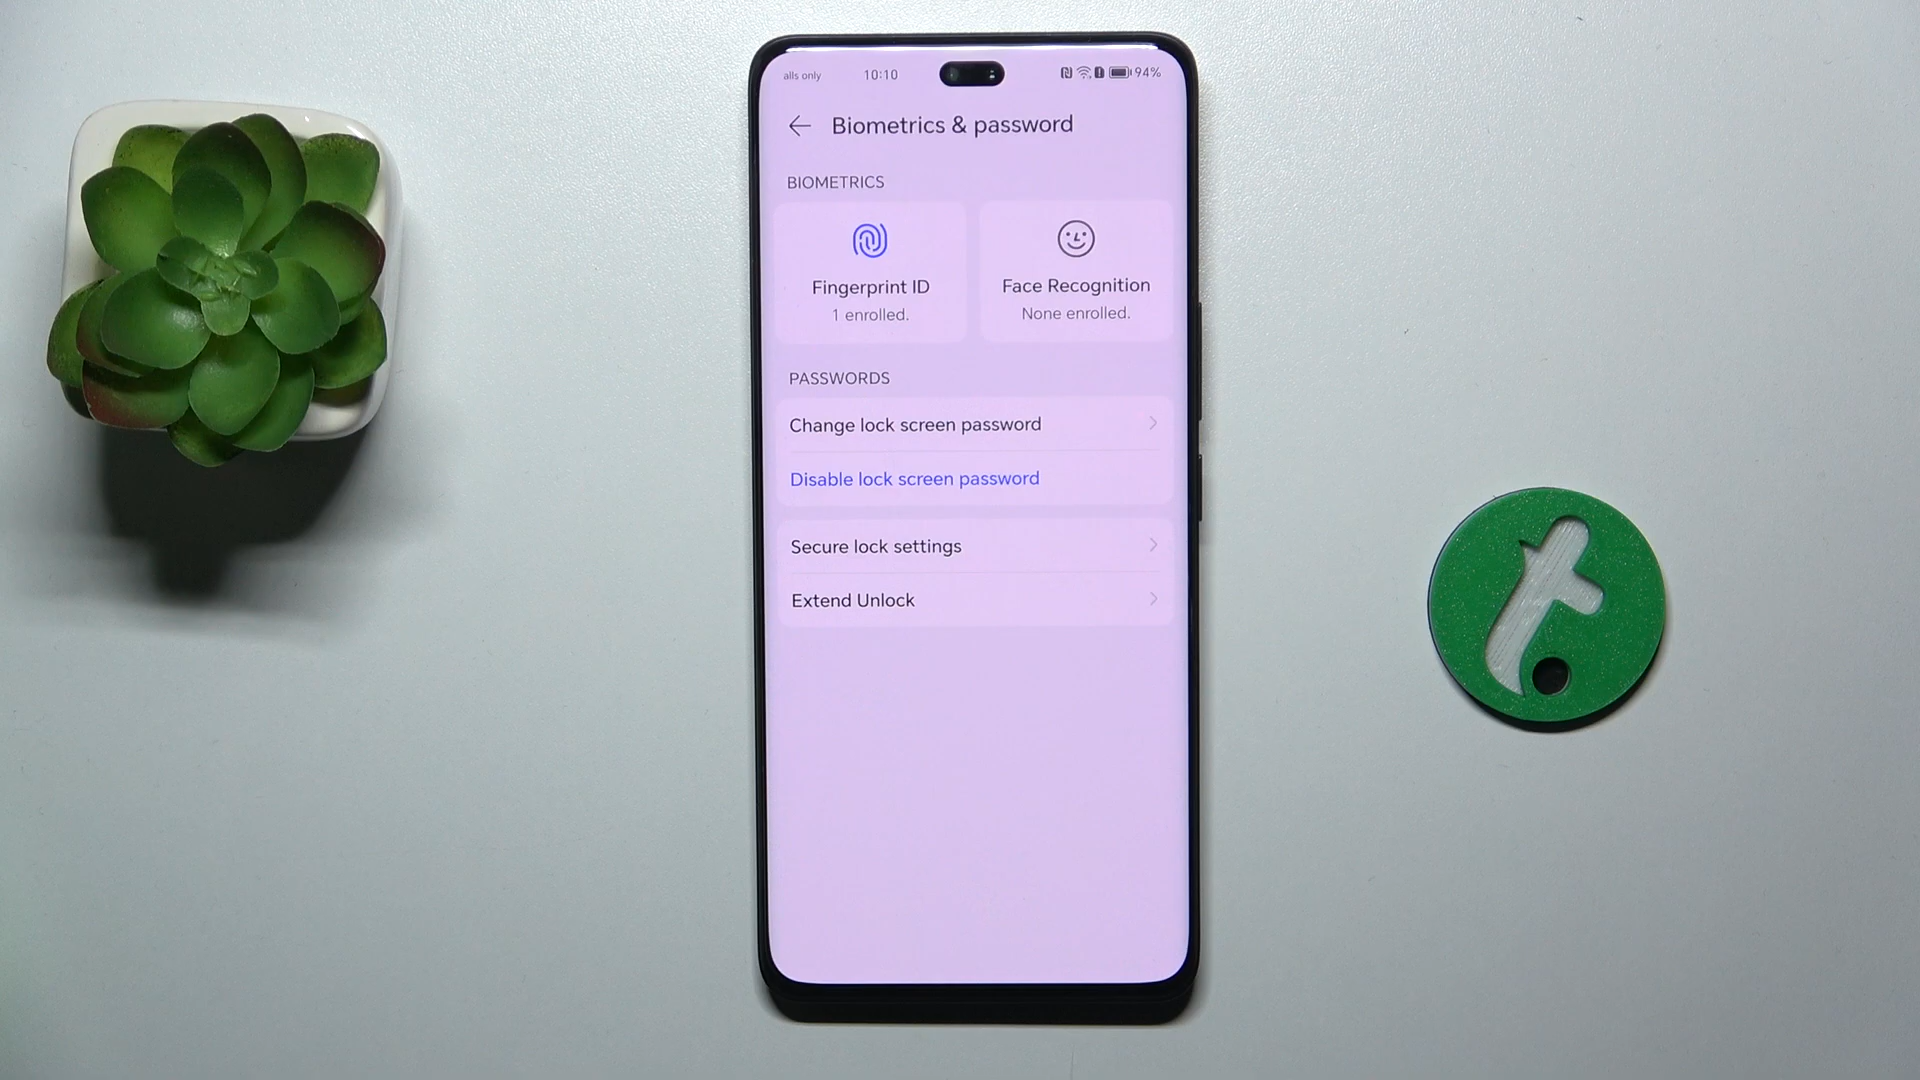 alls only 10:10 94%
Biometrics & password
BIOMETRICS
Fingerprint ID
1 enrolled.
Face Recognition
None enrolled.
PASSWORDS
Change lock screen password
Disable lock screen password
Secure lock settings
Extend Unlock